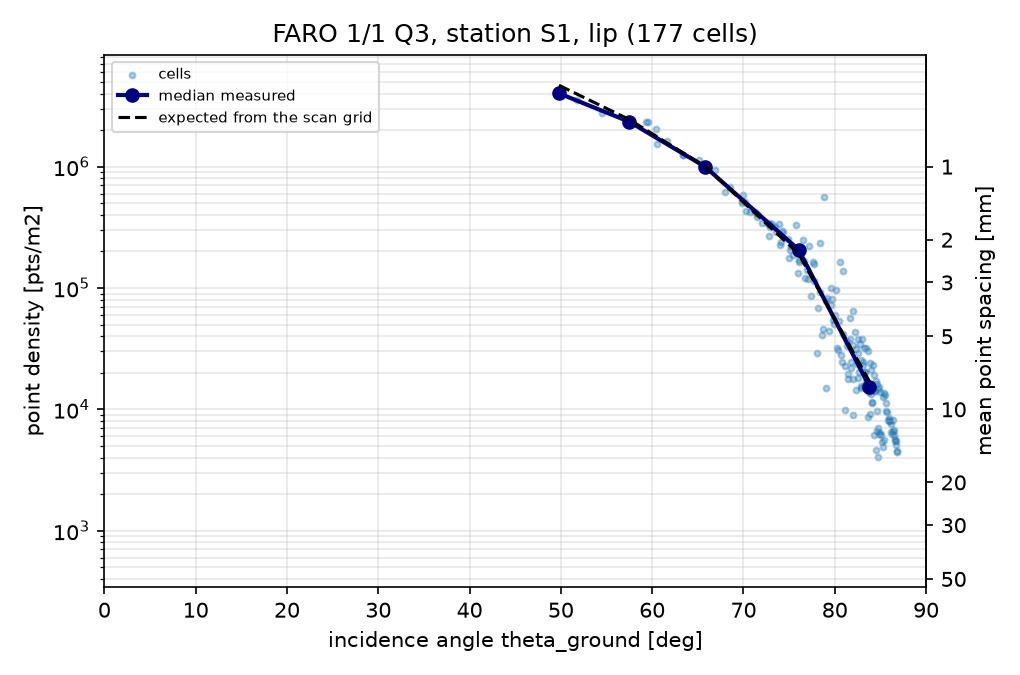 FARO 1/1 Q3, station S1, lip (177 cells)
cells
median measured
expected from the scan grid
point density [pts/m2]
10^6
10^5
10^4
10^3
1
2
3
5
10
20
30
50
mean point spacing [mm]
0 10 20 30 40 50 60 70 80 90
incidence angle theta_ground [deg]